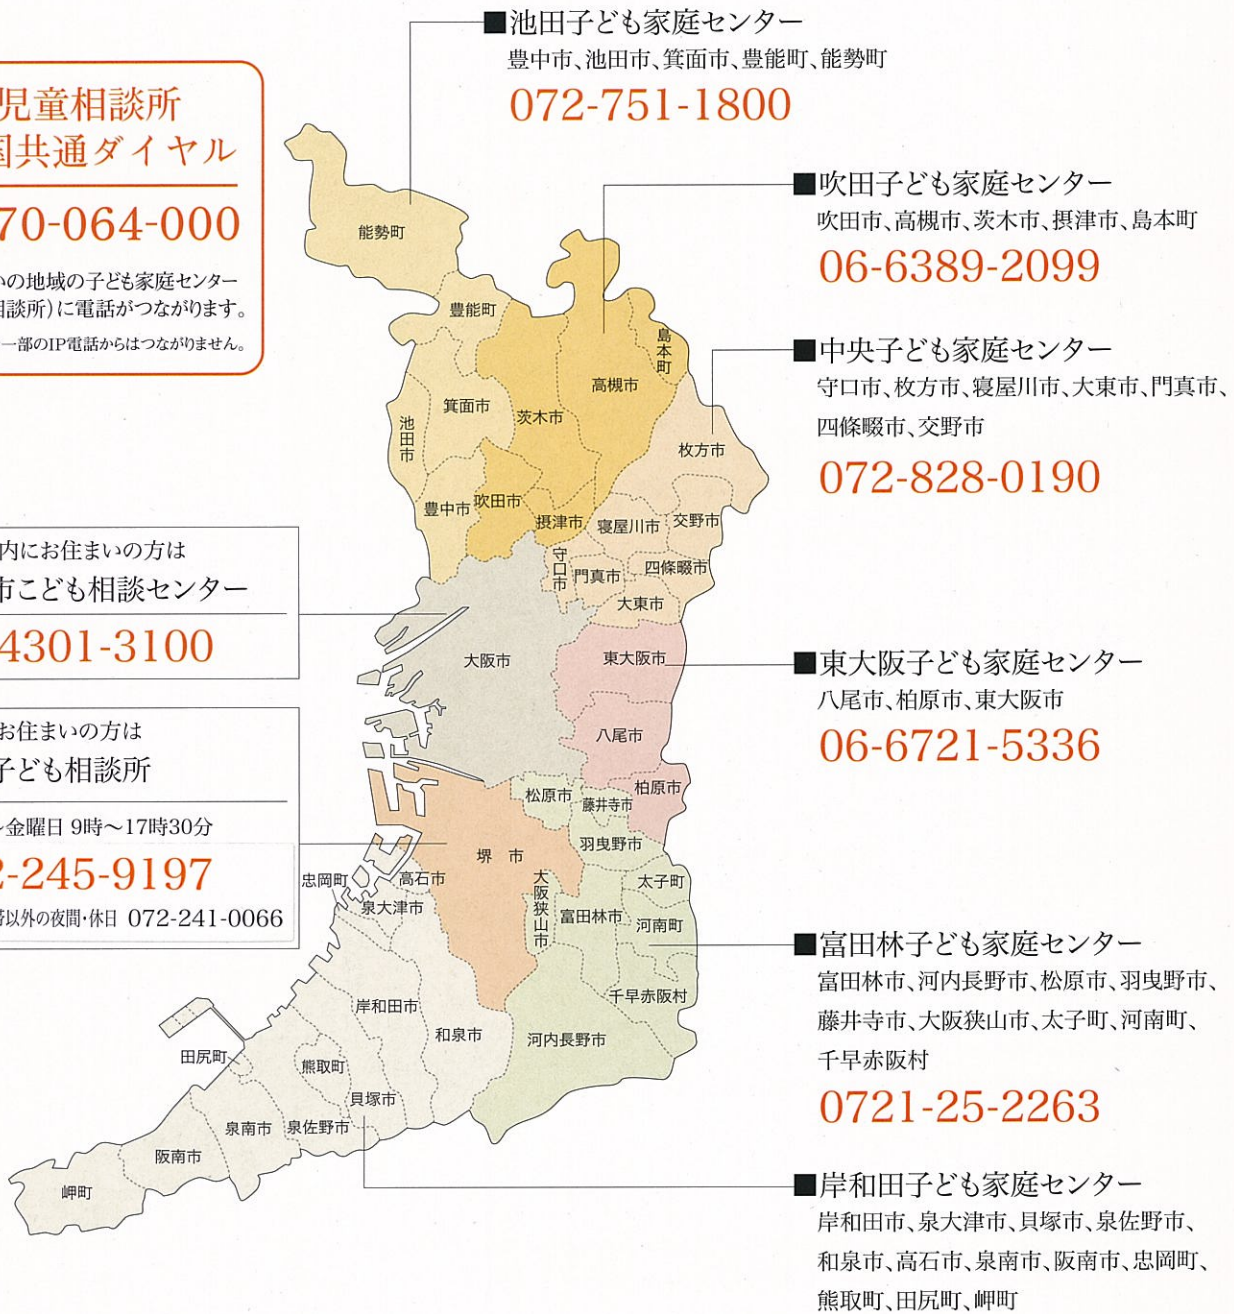 ■池田子ども家庭センター
豊中市、池田市、箕面市、豊能町、能勢町
072-751-1800
児童相談所
国共通ダイヤル
70-064-000
いの地域の子ども家庭センター
相談所)に電話がつながります。
一部のIP電話からはつながりません。
■吹田子ども家庭センター
吹田市、高槻市、茨木市、摂津市、島本町
06-6389-2099
■中央子ども家庭センター
守口市、枚方市、寝屋川市、大東市、門真市、
四條畷市、交野市
072-828-0190
内にお住まいの方は
市こども相談センター
4301-3100
お住まいの方は
子ども相談所
金曜日 9時〜17時30分
2-245-9197
帯以外の夜間・休日 072-241-0066
■東大阪子ども家庭センター
八尾市、柏原市、東大阪市
06-6721-5336
■富田林子ども家庭センター
富田林市、河内長野市、松原市、羽曳野市、
藤井寺市、大阪狭山市、太子町、河南町、
千早赤阪村
0721-25-2263
■岸和田子ども家庭センター
岸和田市、泉大津市、貝塚市、泉佐野市、
和泉市、高石市、泉南市、阪南市、忠岡町、
熊取町、田尻町、岬町
能勢町
豊能町
島本町
高槻市
茨木市
箕面市
池田市
枚方市
豊中市
吹田市
摂津市
寝屋川市
交野市
守口市
門真市
四條畷市
大東市
大阪市
東大阪市
八尾市
柏原市
松原市
藤井寺市
羽曳野市
堺 市
大阪狭山市
太子町
富田林市
河南町
千早赤阪村
河内長野市
忠岡町
高石市
泉大津市
岸和田市
和泉市
田尻町
熊取町
貝塚市
泉佐野市
泉南市
阪南市
岬町